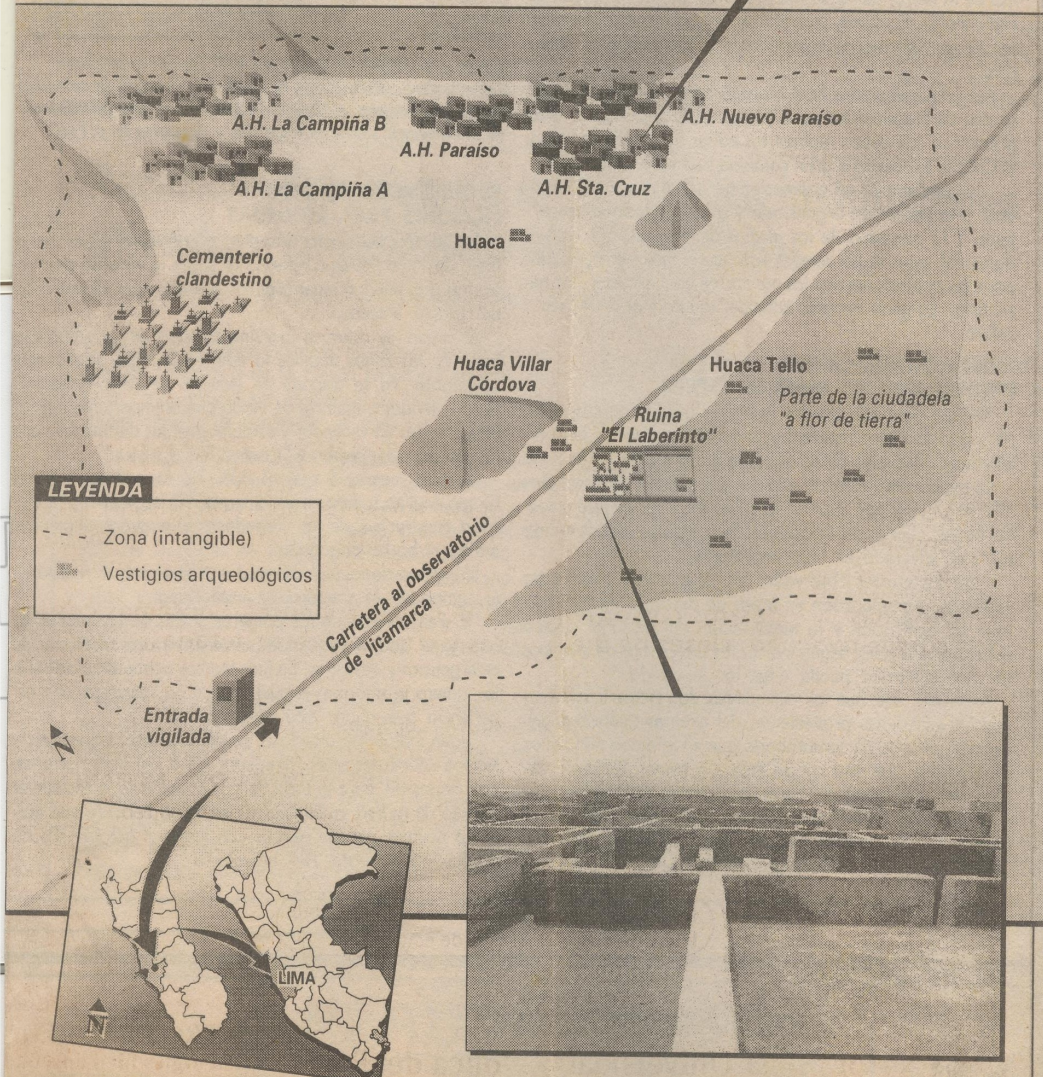 A.H. La Campiña B
A.H. La Campiña A
A.H. Paraíso
A.H. Nuevo Paraíso
A.H. Sta. Cruz
Huaca
Cementerio
clandestino
Huaca Villar
Córdova
Huaca Tello
Parte de la ciudadela
"a flor de tierra"
Ruina
"El Laberinto"
LEYENDA
Zona (intangible)
Vestigios arqueológicos
Carretera al observatorio
de Jicamarca
Entrada
vigilada
N
LIMA
N